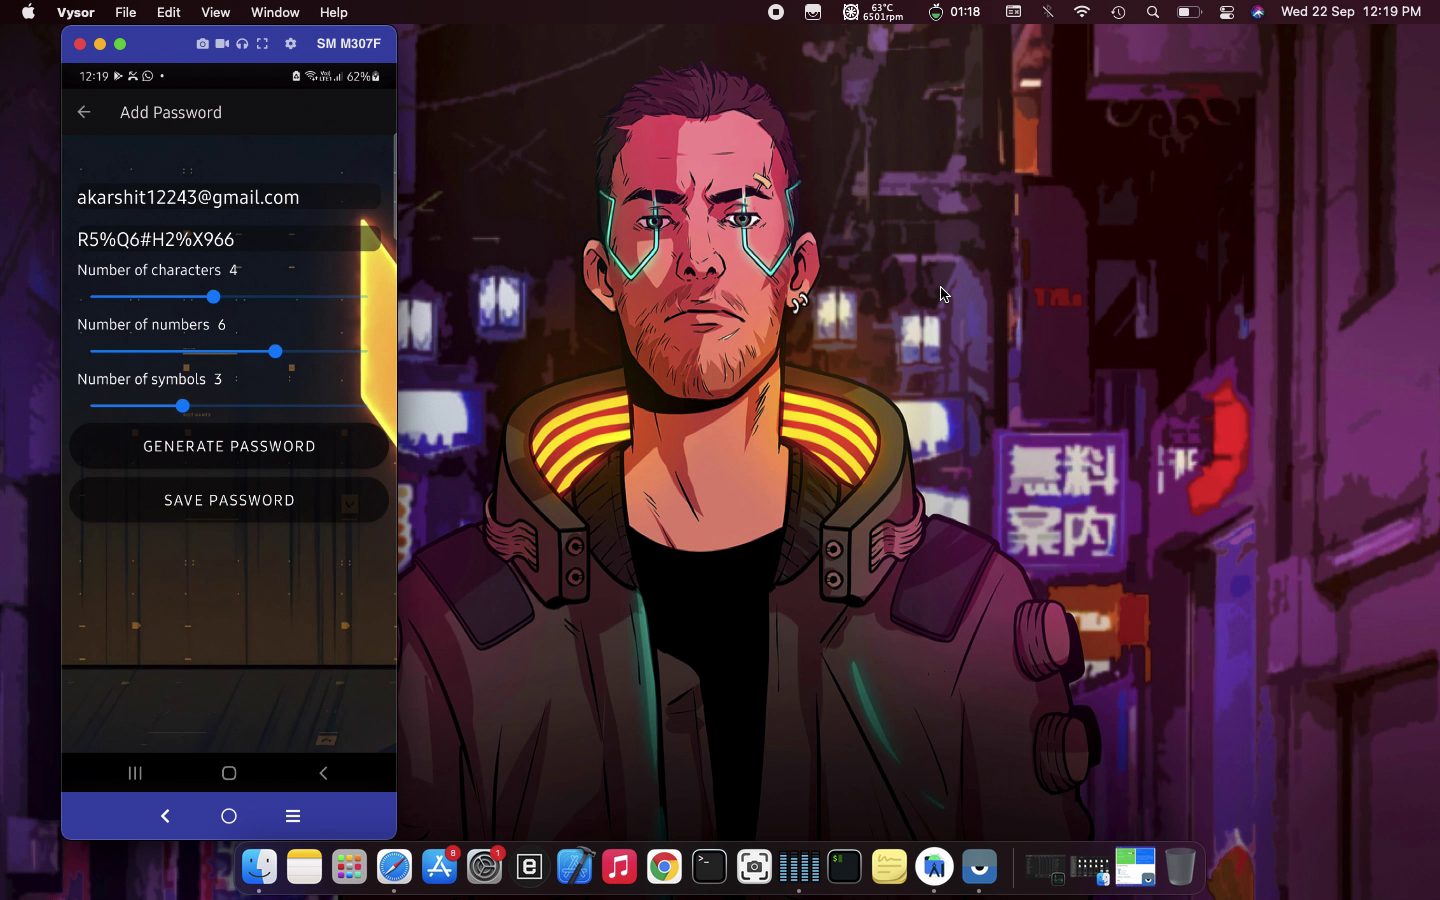 Vysor File Edit View Window Help
63°C
6501rpm
01:18
Wed 22 Sep 12:19 PM
SM M307F
12:19
62%
Add Password
akarshit12243@gmail.com
R5%Q6#H2%X966
Number of characters 4
Number of numbers 6
Number of symbols 3
GENERATE PASSWORD
SAVE PASSWORD
無料
案内
8
1